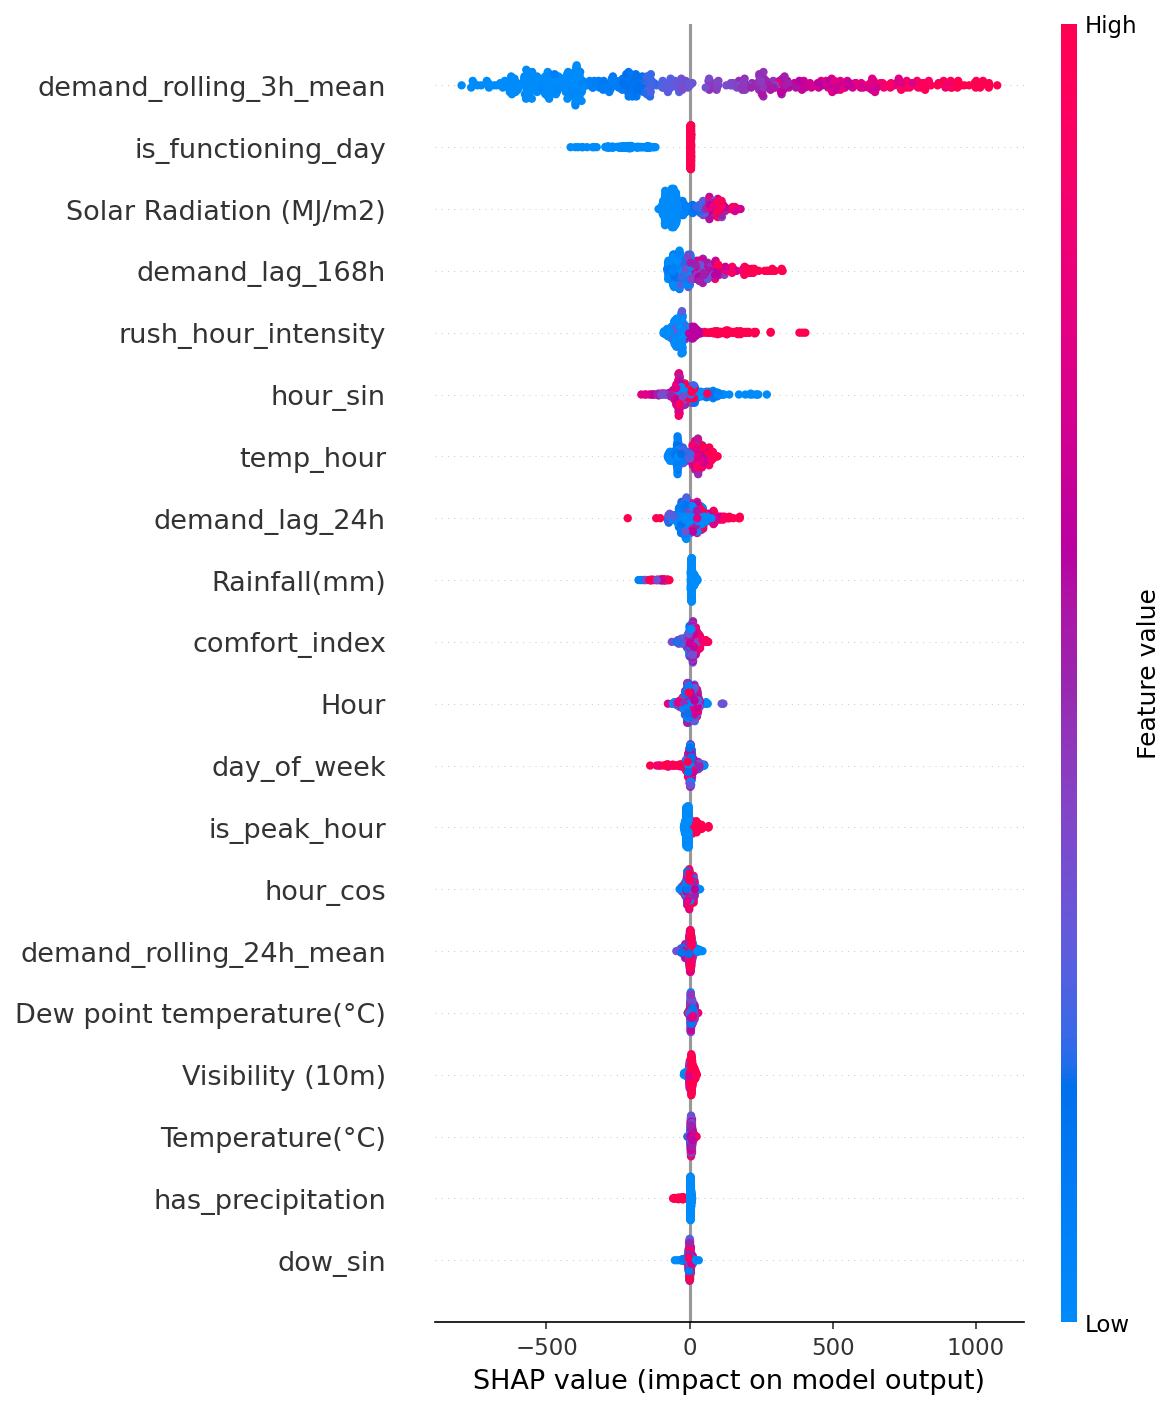 High
demand_rolling_3h_mean
is_functioning_day
Solar Radiation (MJ/m2)
demand_lag_168h
rush_hour_intensity
hour_sin
temp_hour
demand_lag_24h
Rainfall(mm)
comfort_index
Hour
day_of_week
is_peak_hour
hour_cos
demand_rolling_24h_mean
Dew point temperature(°C)
Visibility (10m)
Temperature(°C)
has_precipitation
dow_sin
Feature value
Low
−500 0 500 1000
SHAP value (impact on model output)